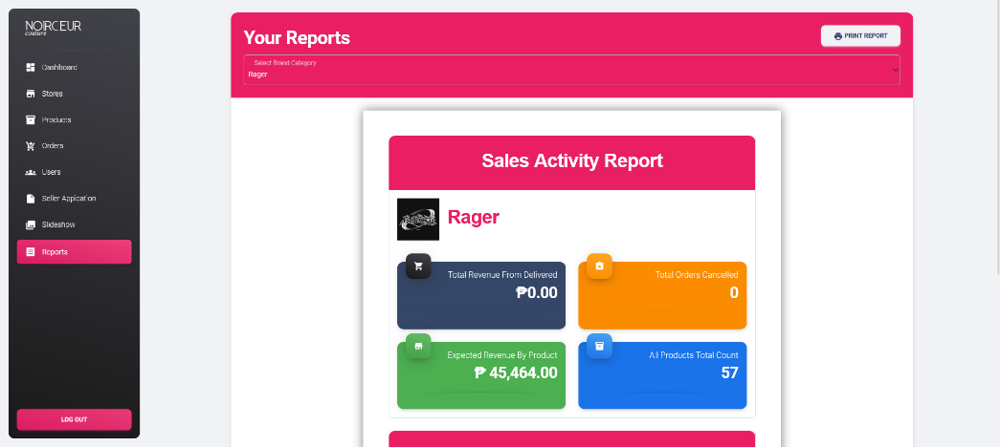 NOIRCEUR
couture
Dashboard
Stores
Products
Orders
Users
Seller Appication
Slideshow
Reports
LOG OUT
Your Reports
PRINT REPORT
Select Brand Category
Rager
Sales Activity Report
Rager
Total Revenue From Delivered
₱0.00
Total Orders Cancelled
0
Expected Revenue By Product
₱ 45,464.00
All Products Total Count
57